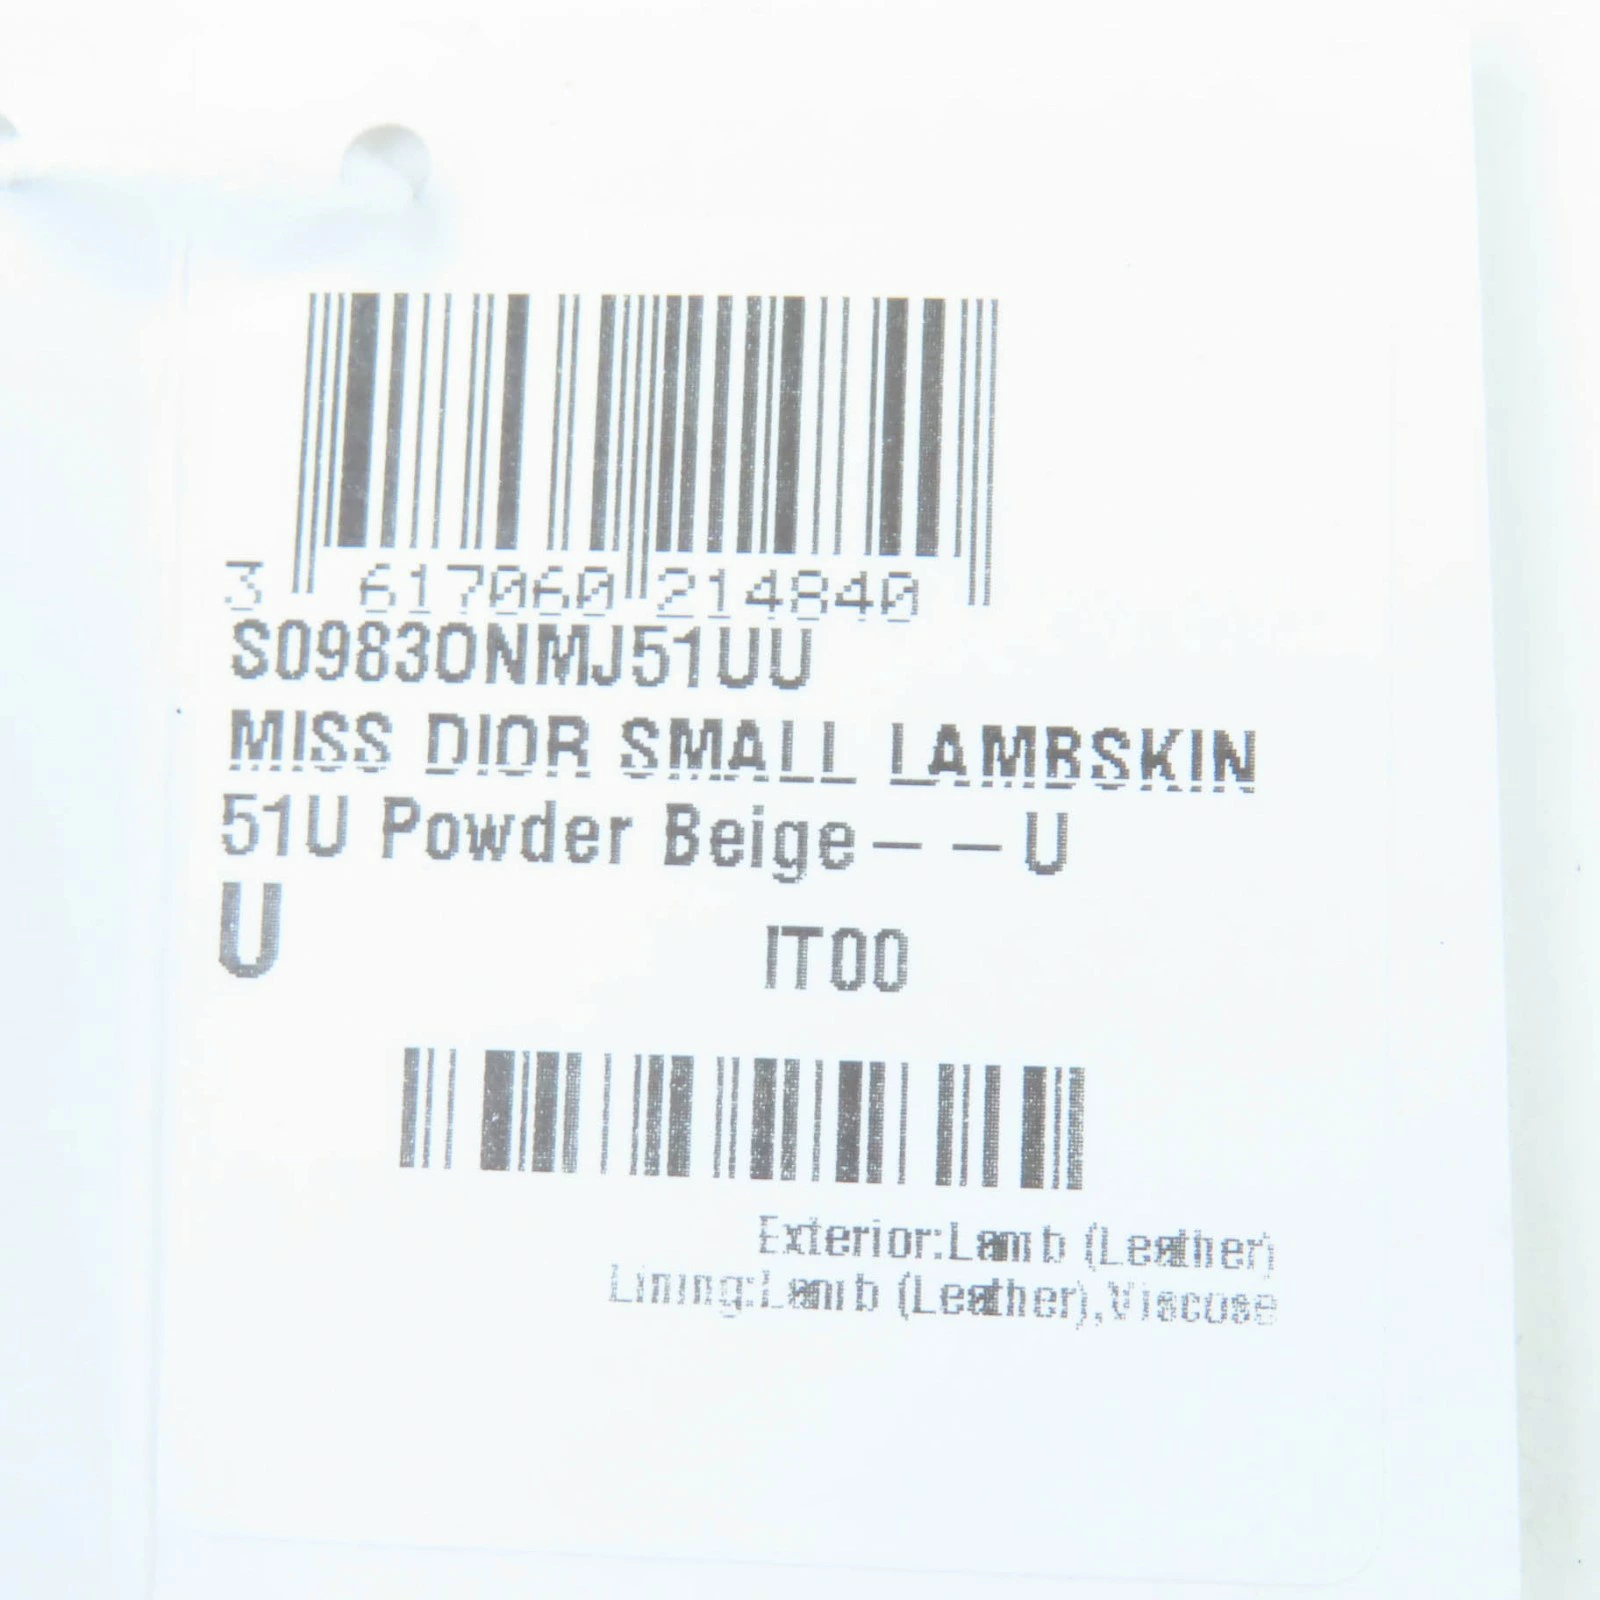 3 617060 214840
S0983ONMJ51UU
MISS DIOR SMALL LAMBSKIN
51U Powder Beige--U
U IT00
Exterior:Lamb (Leather)
Lining:Lamb (Leather),Viscose